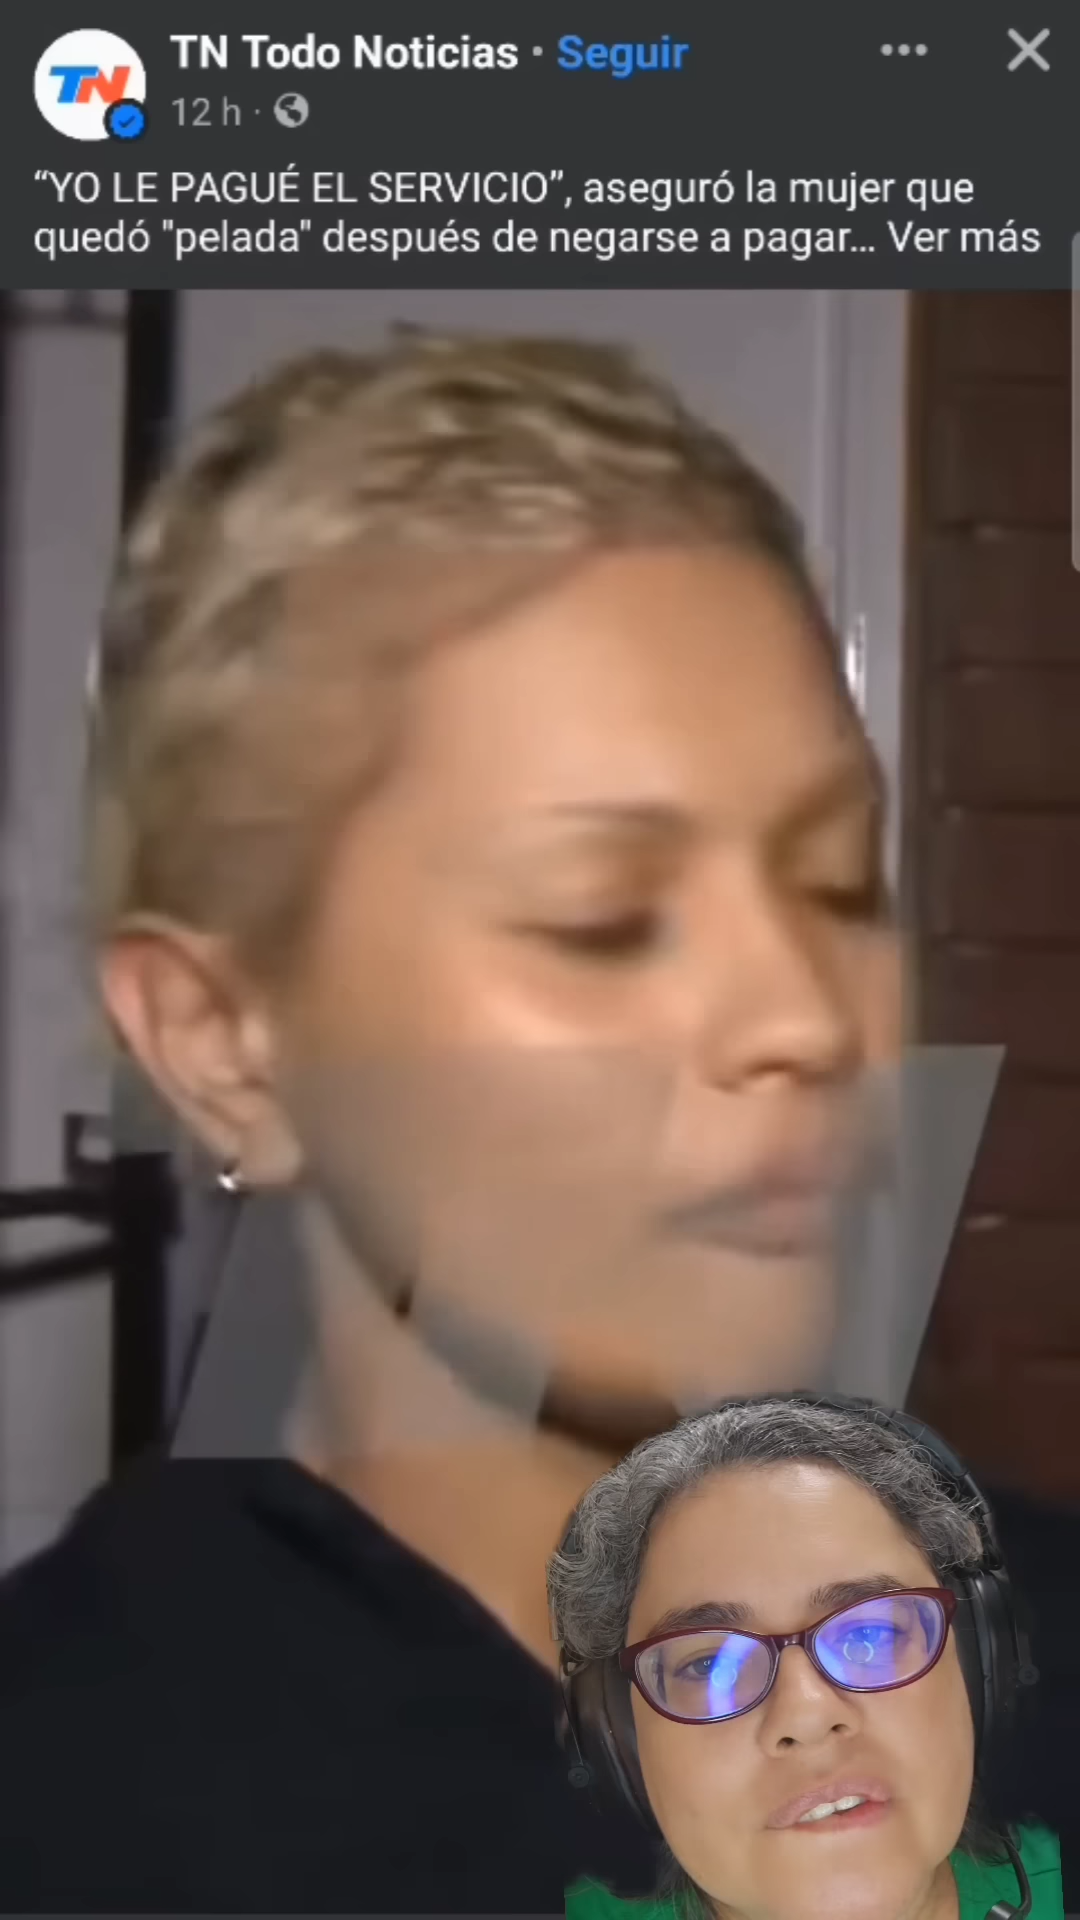 TN
TN Todo Noticias · Seguir
12 h ·
“YO LE PAGUÉ EL SERVICIO”, aseguró la mujer que
quedó "pelada" después de negarse a pagar... Ver más